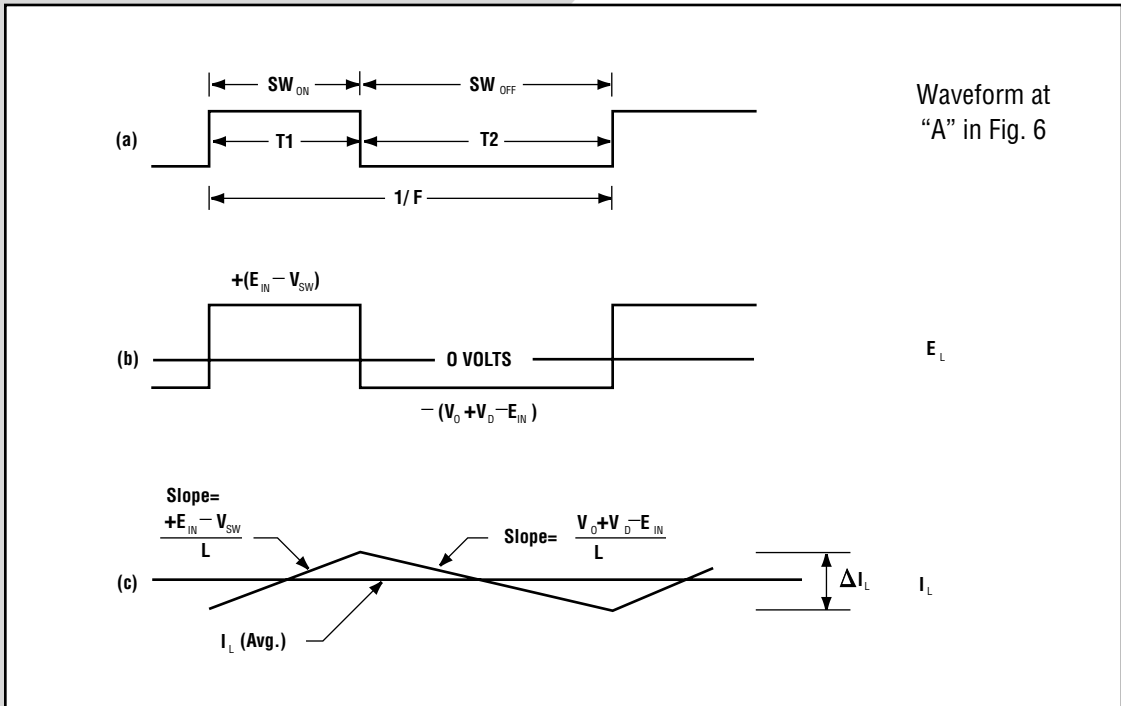 SW ON SW OFF
Waveform at
"A" in Fig. 6
(a) T1 T2
1/ F
+(E IN – V SW)
(b) 0 VOLTS E L
– (V O +V D –E IN )
Slope=
+E IN – V SW
L
Slope= V O+V D –E IN
L
(c) Δ I L I L
I L (Avg.)